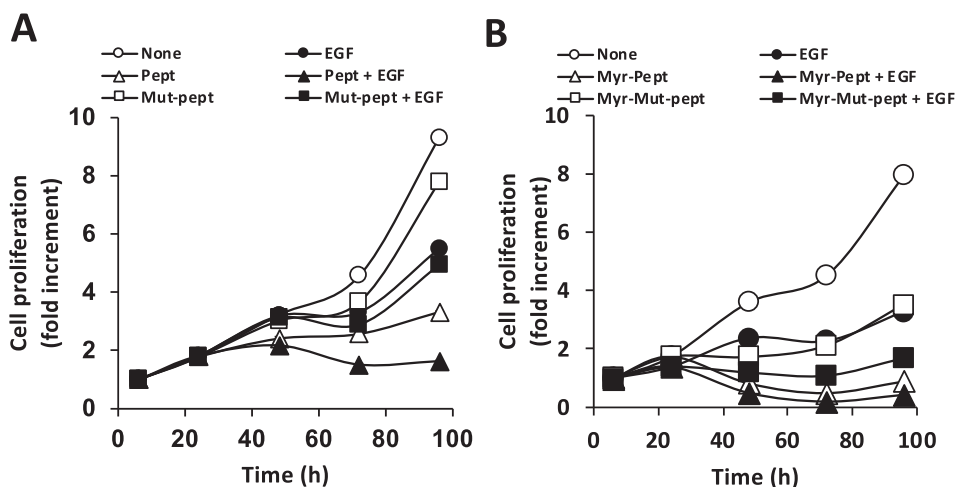 A
None
EGF
Pept
Pept + EGF
Mut-pept
Mut-pept + EGF
Cell proliferation
(fold increment)
10
8
6
4
2
0
0 20 40 60 80 100
Time (h)
B
None
EGF
Myr-Pept
Myr-Pept + EGF
Myr-Mut-pept
Myr-Mut-pept + EGF
Cell proliferation
(fold increment)
10
8
6
4
2
0
0 20 40 60 80 100
Time (h)